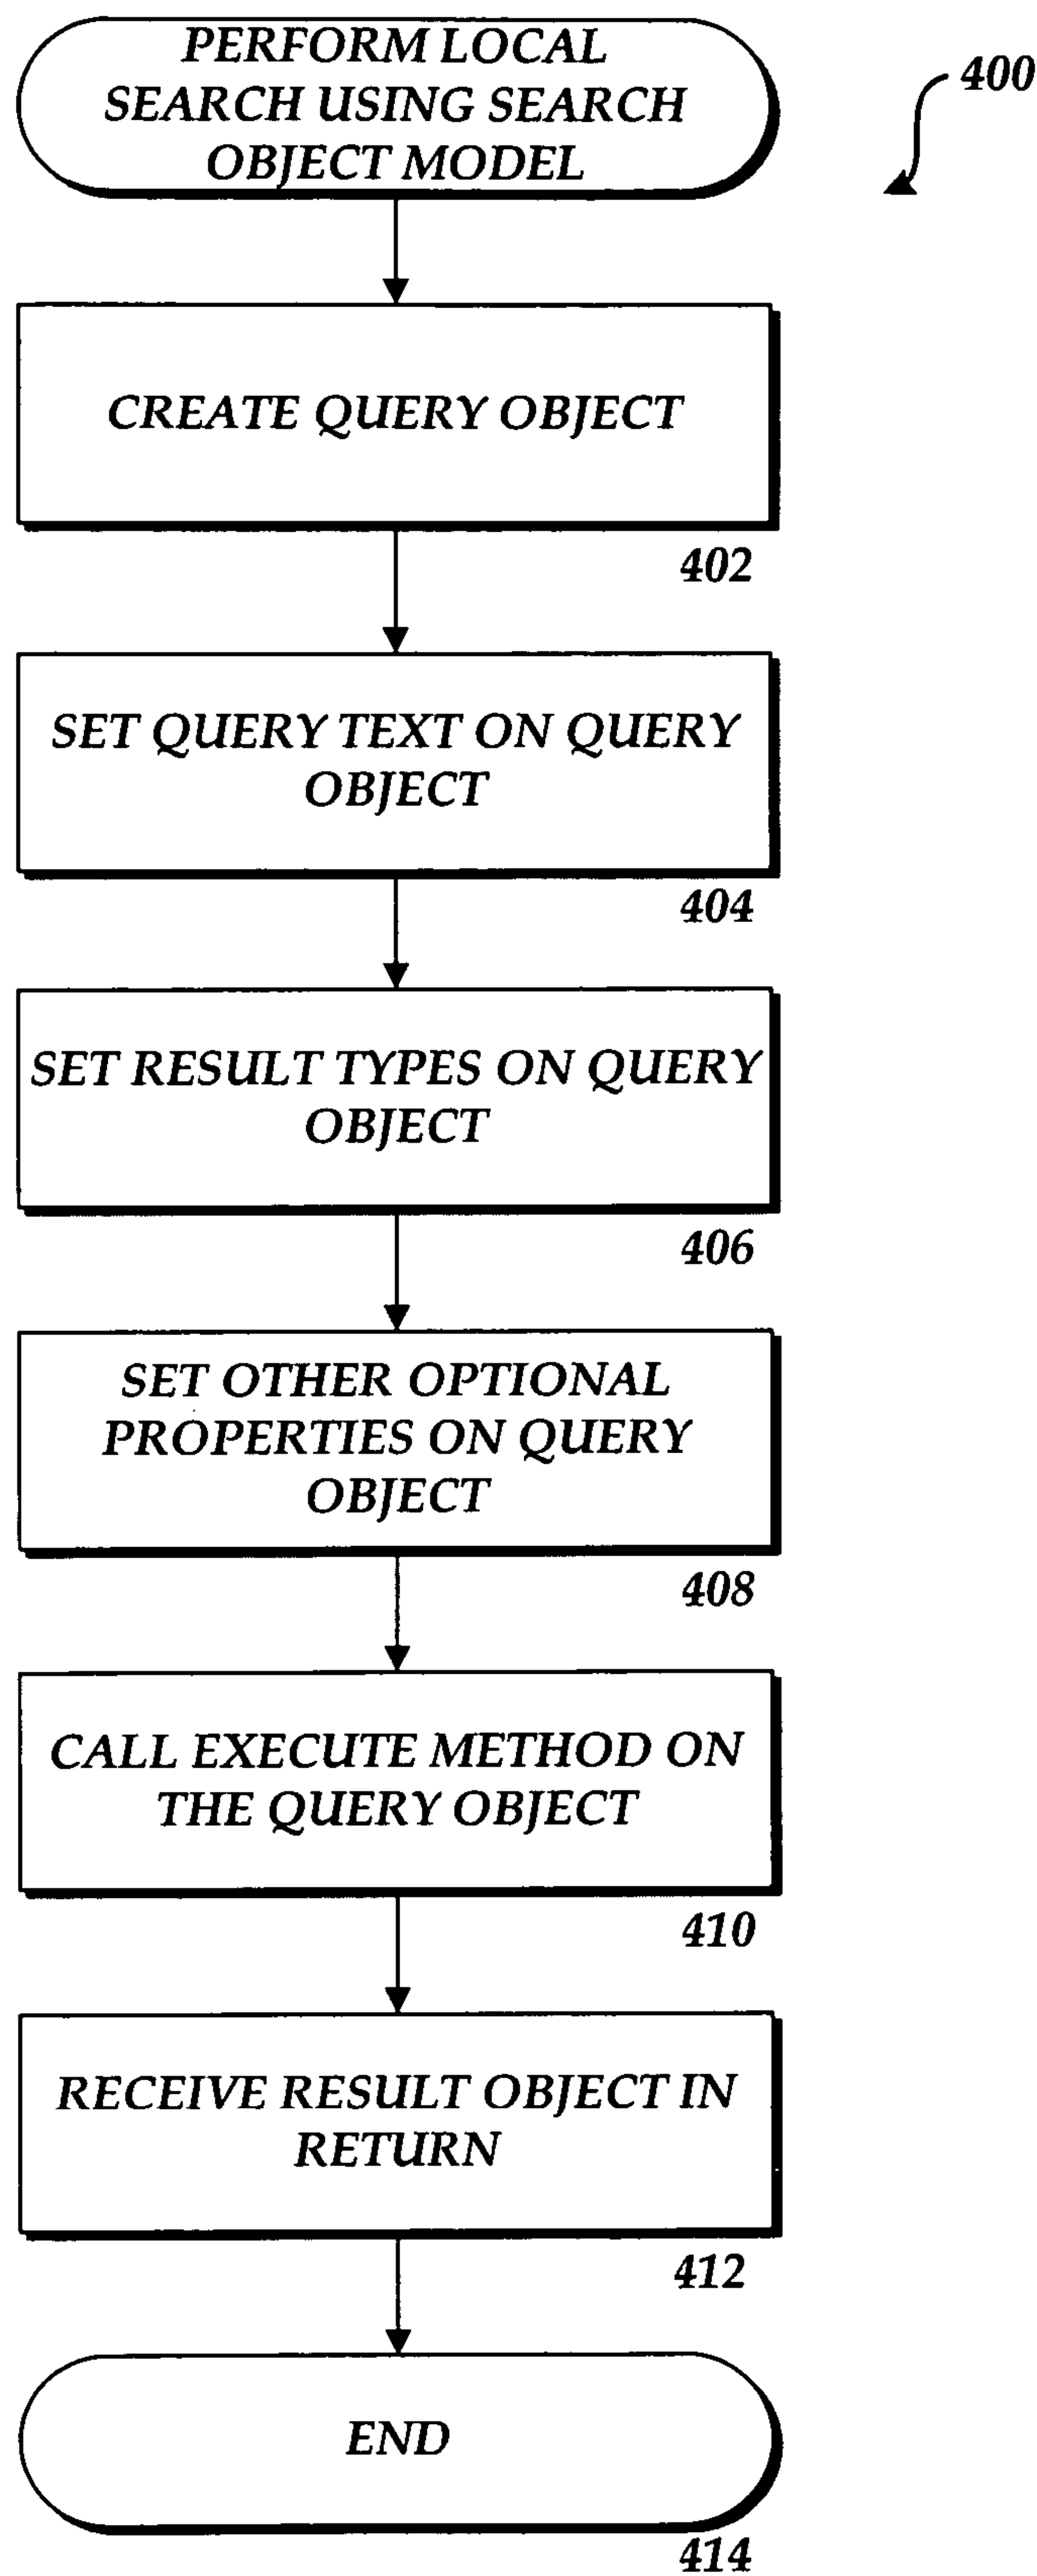 PERFORM LOCAL
SEARCH USING SEARCH
OBJECT MODEL
400
CREATE QUERY OBJECT
402
SET QUERY TEXT ON QUERY
OBJECT
404
SET RESULT TYPES ON QUERY
OBJECT
406
SET OTHER OPTIONAL
PROPERTIES ON QUERY
OBJECT
408
CALL EXECUTE METHOD ON
THE QUERY OBJECT
410
RECEIVE RESULT OBJECT IN
RETURN
412
END
414